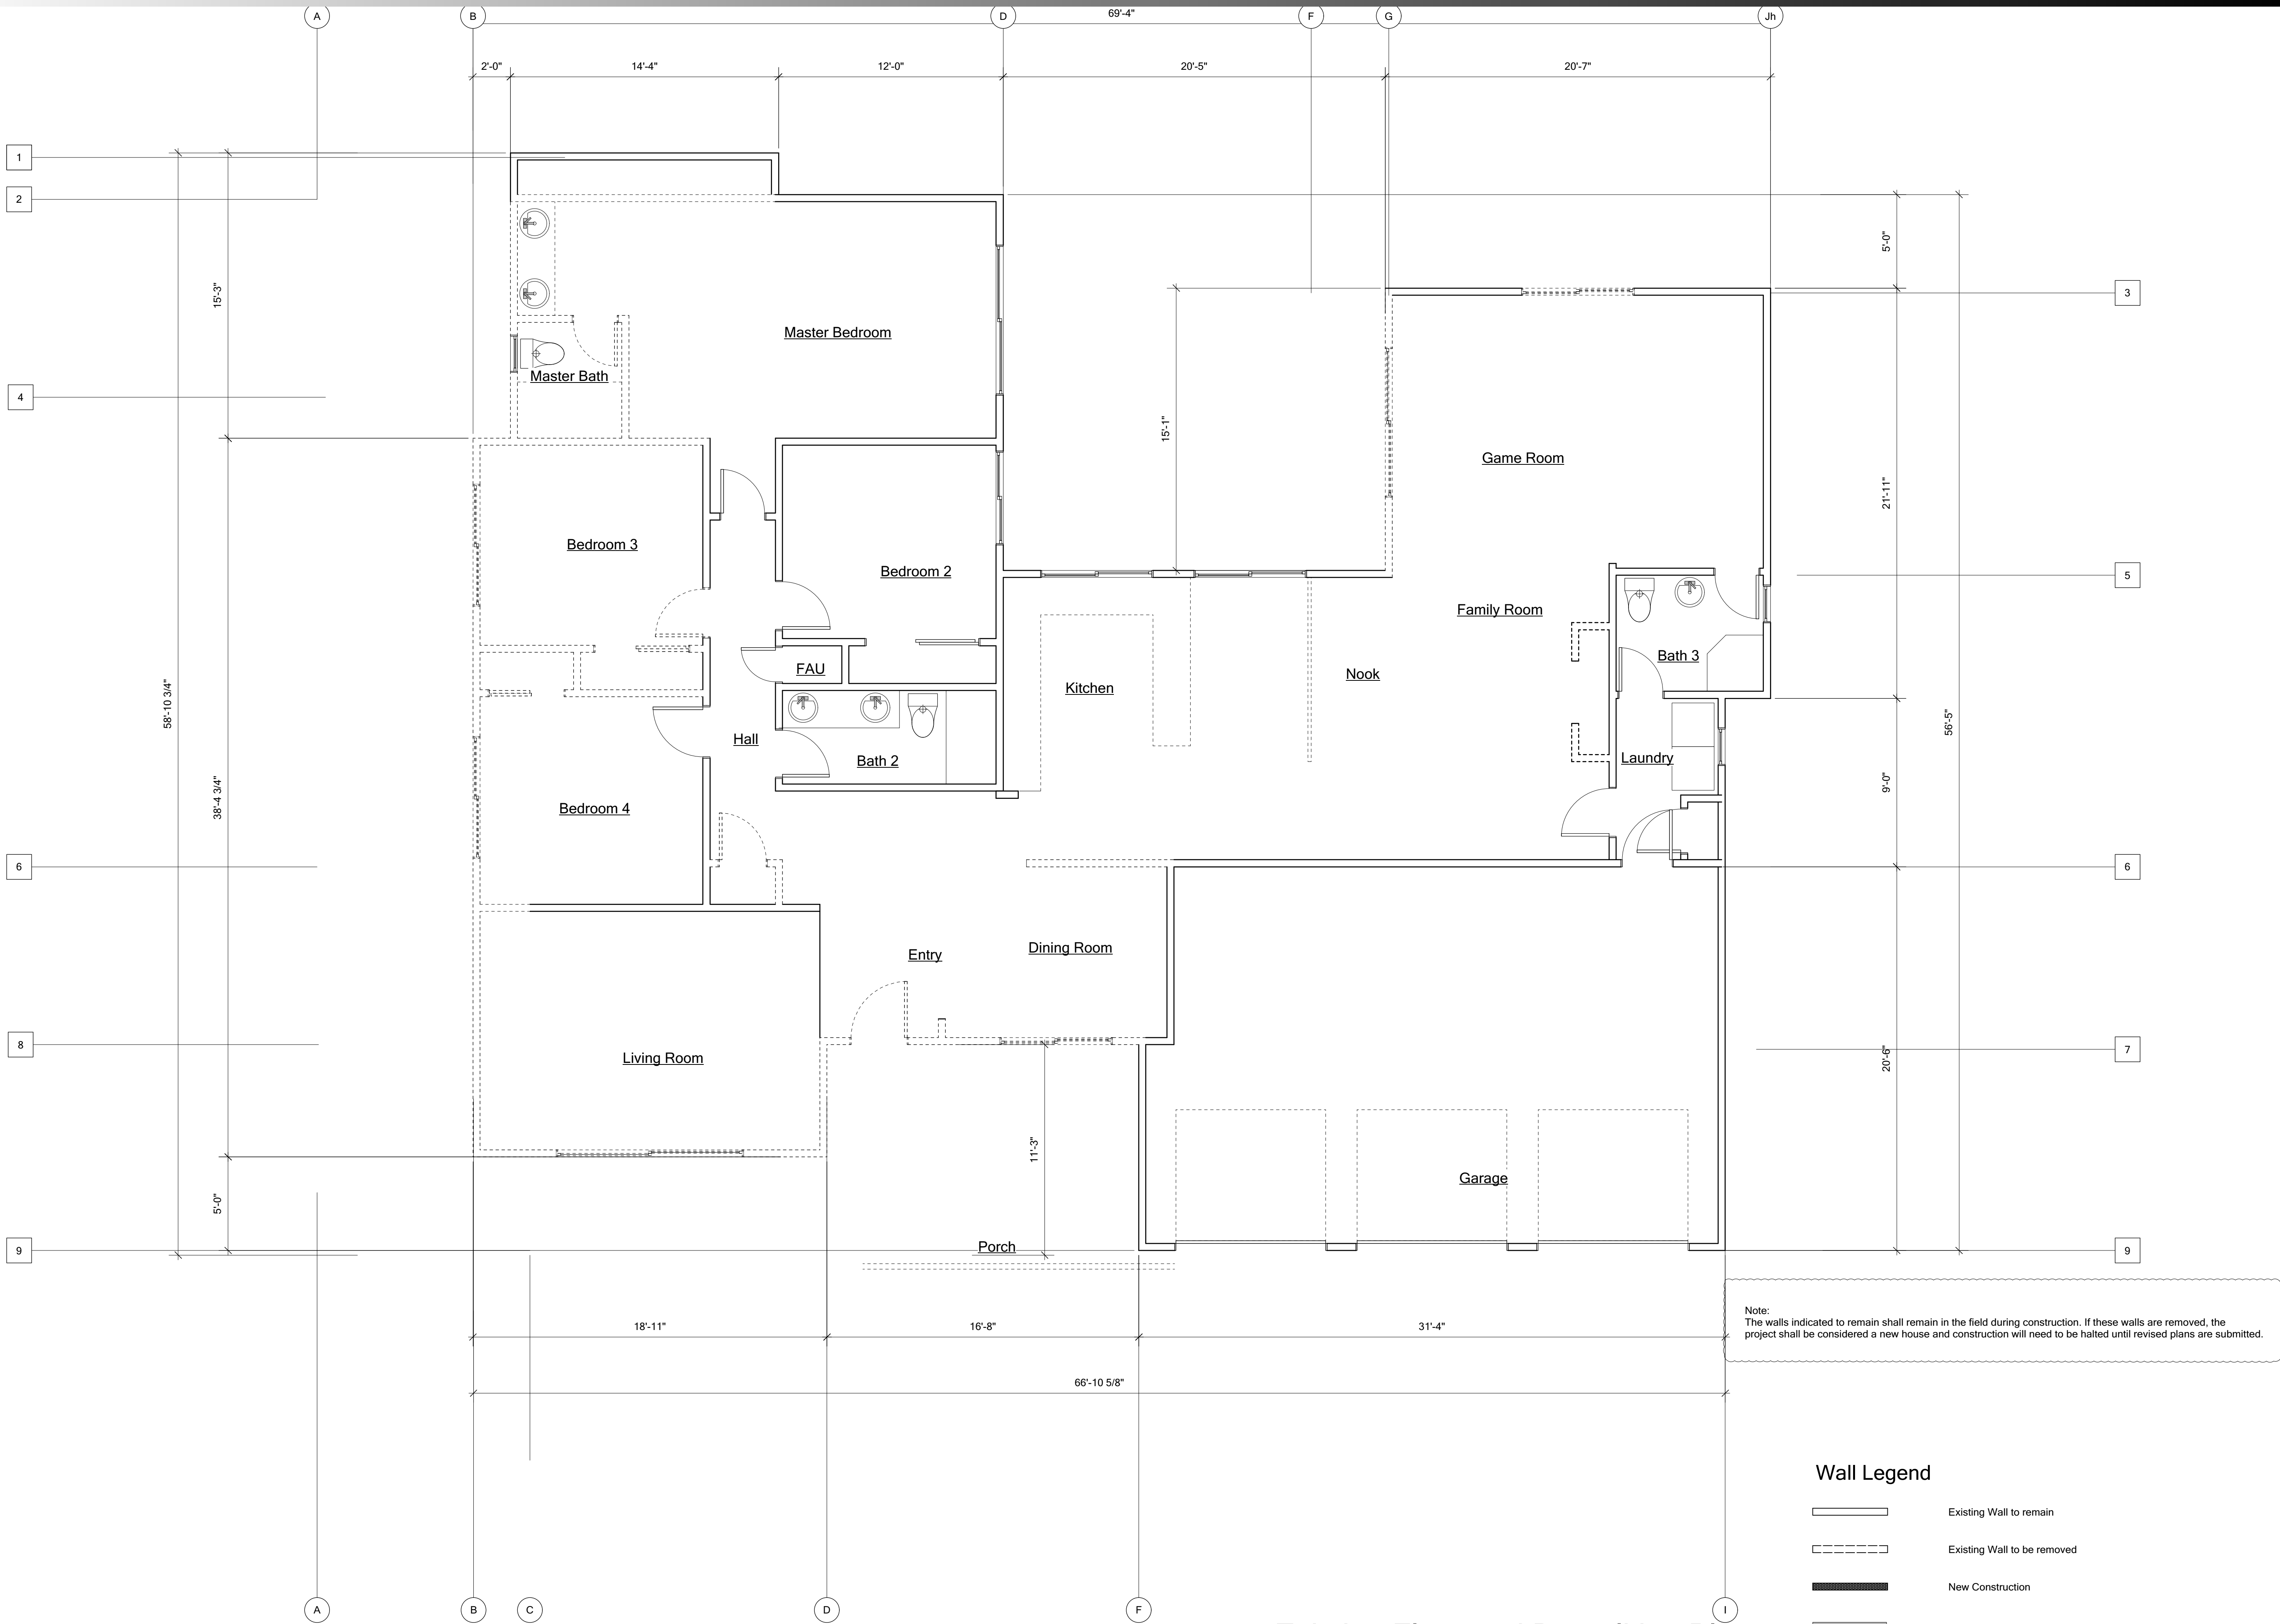 A
B
D
69'-4"
F
G
Jh
2'-0"
14'-4"
12'-0"
20'-5"
20'-7"
1
2
5'-0"
15'-3"
3
Master Bedroom
Master Bath
4
15'-1"
Game Room
21'-11"
Bedroom 3
Bedroom 2
5
Family Room
Bath 3
FAU
Nook
Kitchen
58'-10 3/4"
56'-5"
Hall
Bath 2
Laundry
38'-4 3/4"
9'-0"
Bedroom 4
6
6
Entry
Dining Room
8
Living Room
7
20'-6"
11'-3"
Garage
5'-0"
9
Porch
9
Note:
The walls indicated to remain shall remain in the field during construction. If these walls are removed, the
project shall be considered a new house and construction will need to be halted until revised plans are submitted.
18'-11"
16'-8"
31'-4"
66'-10 5/8"
Wall Legend
Existing Wall to remain
Existing Wall to be removed
New Construction
A
B
C
D
F
I